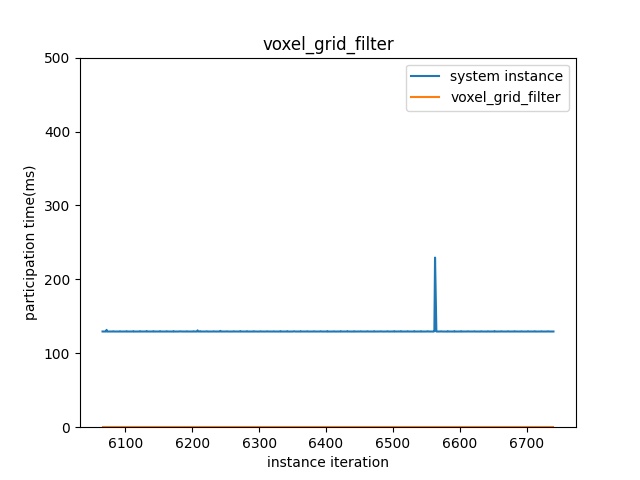 voxel_grid_filter
500
400
300
200
100
0
participation time(ms)
system instance
voxel_grid_filter
6100 6200 6300 6400 6500 6600 6700
instance iteration